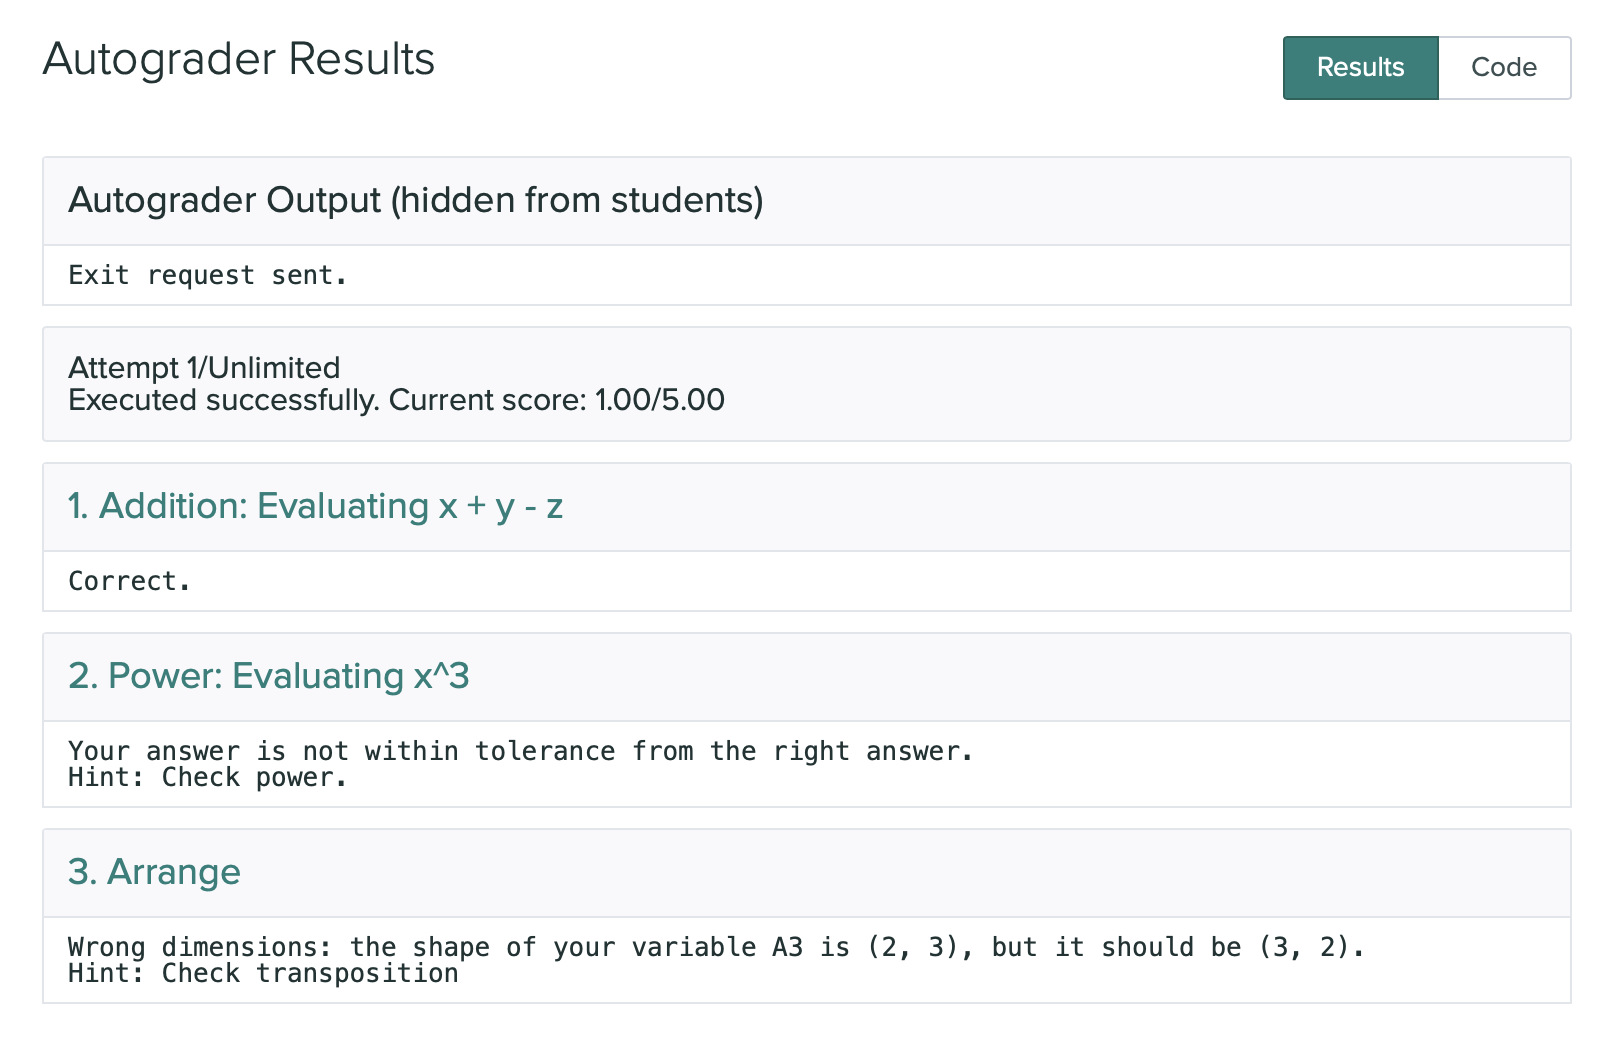 Autograder Results
Results
Code
Autograder Output (hidden from students)
Exit request sent.
Attempt 1/Unlimited
Executed successfully. Current score: 1.00/5.00
1. Addition: Evaluating x + y - z
Correct.
2. Power: Evaluating x^3
Your answer is not within tolerance from the right answer.
Hint: Check power.
3. Arrange
Wrong dimensions: the shape of your variable A3 is (2, 3), but it should be (3, 2).
Hint: Check transposition